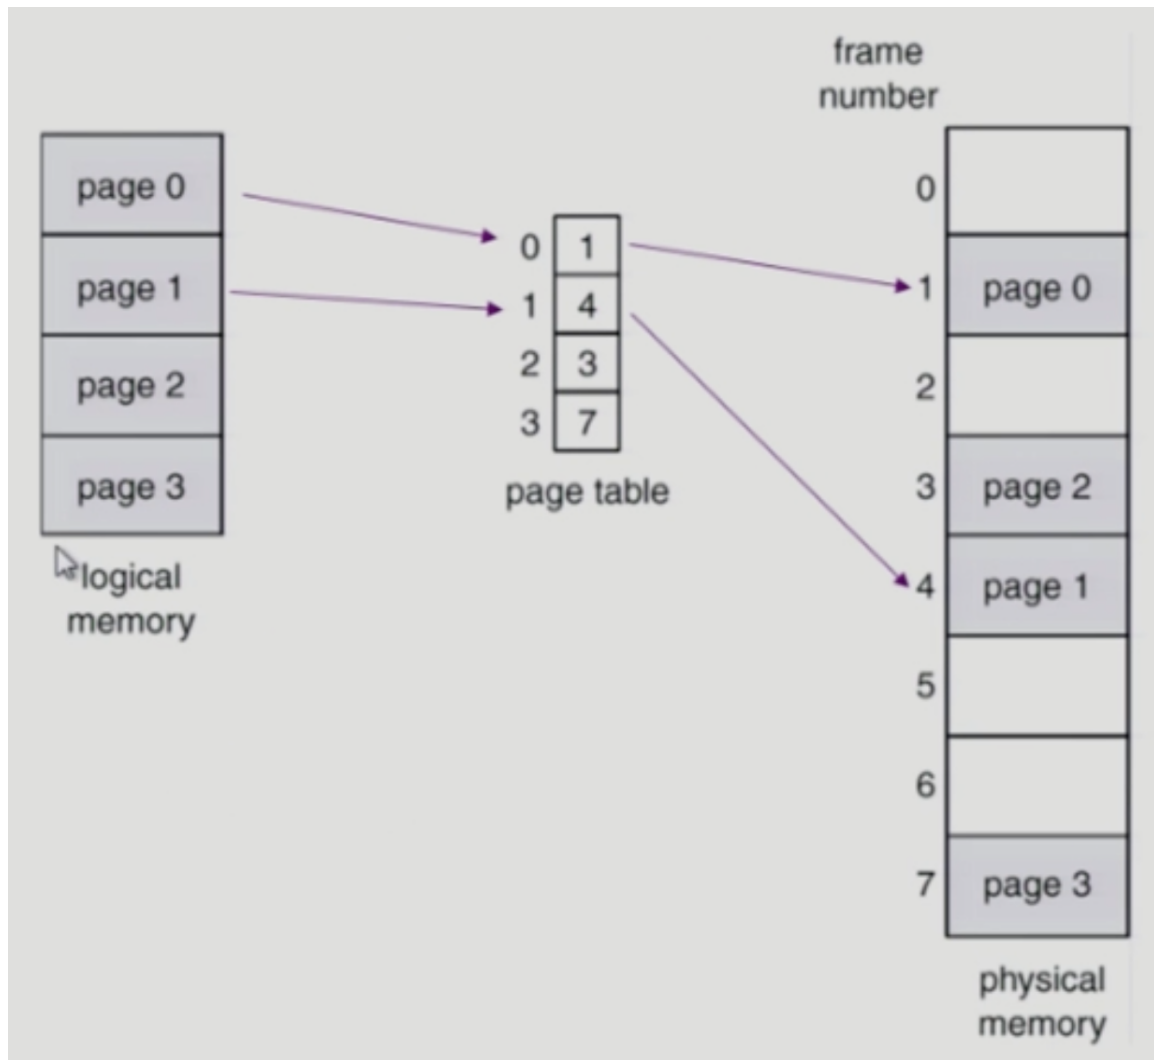 frame
number
page 0
page 1
page 2
page 3
logical
memory
0 1
1 4
2 3
3 7
page table
0
1 page 0
2
3 page 2
4 page 1
5
6
7 page 3
physical
memory